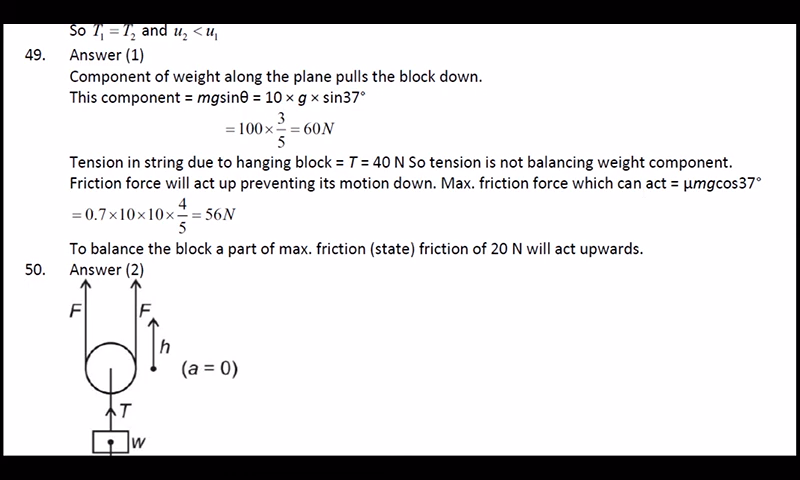 So T₁ = T₂ and u₂ < u₁
49. Answer (1)
Component of weight along the plane pulls the block down.
This component = mgsinθ = 10 × g × sin37°
= 100 × 3/5 = 60N
Tension in string due to hanging block = T = 40 N So tension is not balancing weight component.
Friction force will act up preventing its motion down. Max. friction force which can act = μmgcos37°
= 0.7×10×10× 4/5 = 56N
To balance the block a part of max. friction (state) friction of 20 N will act upwards.
50. Answer (2)
F F
h
(a = 0)
T
W